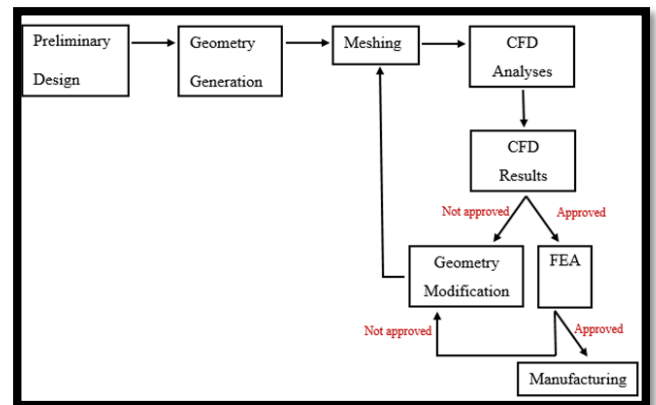 Preliminary
Design
Geometry
Generation
Meshing
CFD
Analyses
CFD
Results
Not approved
Approved
Geometry
Modification
FEA
Not approved
Approved
Manufacturing